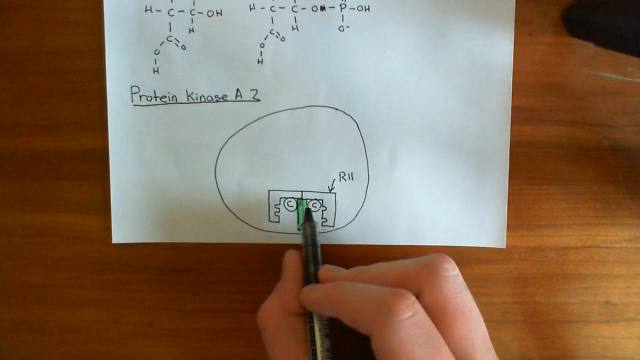 H-C-C-OH
H
C
O
O
H
H-C-C-O-P-OH
H
O-
C
O
O
H
Protein Kinase A 2
RII
C C